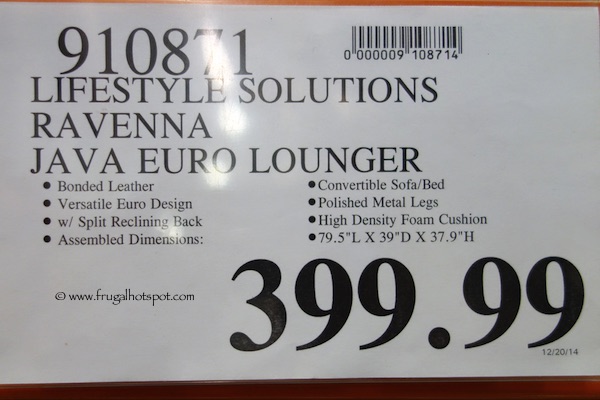 910871
0 000009 108714
LIFESTYLE SOLUTIONS
RAVENNA
JAVA EURO LOUNGER
• Bonded Leather
• Versatile Euro Design
• w/ Split Reclining Back
• Assembled Dimensions:
• Convertible Sofa/Bed
• Polished Metal Legs
• High Density Foam Cushion
• 79.5"L X 39"D X 37.9"H
© www.frugalhotspot.com
399.99
12/20/14